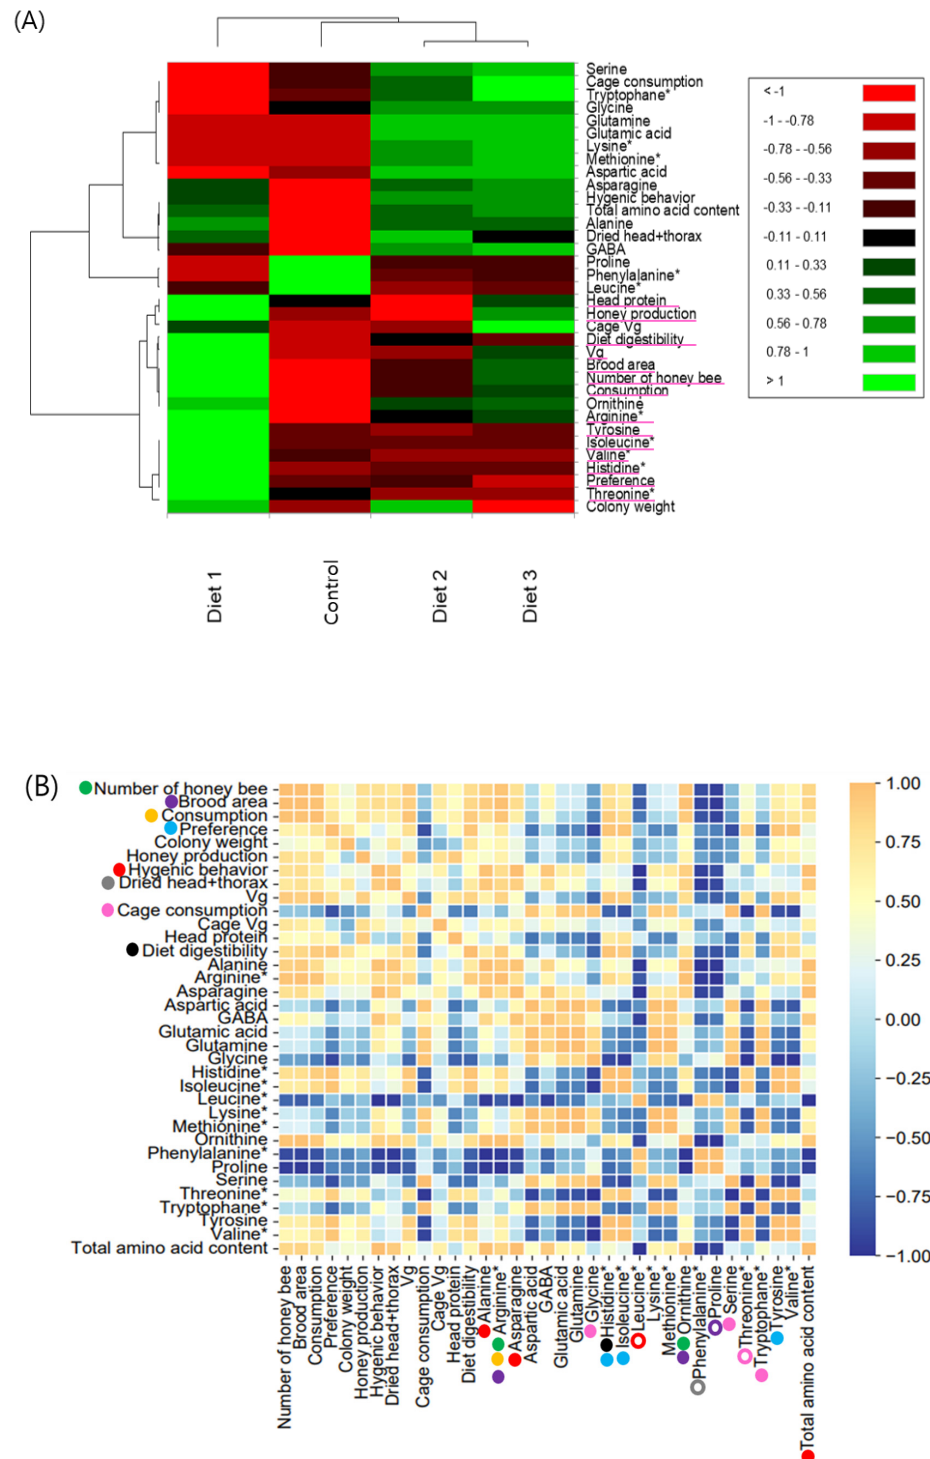 (A)
Serine
Cage consumption
Tryptophane*
Glycine
Glutamine
Glutamic acid
Lysine*
Methionine*
Aspartic acid
Asparagine
Hygenic behavior
Total amino acid content
Alanine
Dried head+thorax
GABA
Proline
Phenylalanine*
Leucine*
Head protein
Honey production
Cage Vg
Diet digestibility
Vg
Brood area
Number of honey bee
Consumption
Ornithine
Arginine*
Tyrosine
Isoleucine*
Valine*
Histidine*
Preference
Threonine*
Colony weight
< -1
-1 - -0.78
-0.78 - -0.56
-0.56 - -0.33
-0.33 - -0.11
-0.11 - 0.11
0.11 - 0.33
0.33 - 0.56
0.56 - 0.78
0.78 - 1
> 1
Diet 1
Control
Diet 2
Diet 3
(B)
Number of honey bee
Brood area
Consumption
Preference
Colony weight
Honey production
Hygenic behavior
Dried head+thorax
Vg
Cage consumption
Cage Vg
Head protein
Diet digestibility
Alanine
Arginine*
Asparagine
Aspartic acid
GABA
Glutamic acid
Glutamine
Glycine
Histidine*
Isoleucine*
Leucine*
Lysine*
Methionine*
Ornithine
Phenylalanine*
Proline
Serine
Threonine*
Tryptophane*
Tyrosine
Valine*
Total amino acid content
1.00
0.75
0.50
0.25
0.00
−0.25
−0.50
−0.75
−1.00
Number of honey bee
Brood area
Consumption
Preference
Colony weight
Honey production
Hygenic behavior
Dried head+thorax
Vg
Cage consumption
Cage Vg
Head protein
Diet digestibility
Alanine
Arginine*
Asparagine
Aspartic acid
GABA
Glutamic acid
Glutamine
Glycine
Histidine*
Isoleucine*
Leucine*
Lysine*
Methionine*
Ornithine
Phenylalanine*
Proline
Serine
Threonine*
Tryptophane*
Tyrosine
Valine*
Total amino acid content